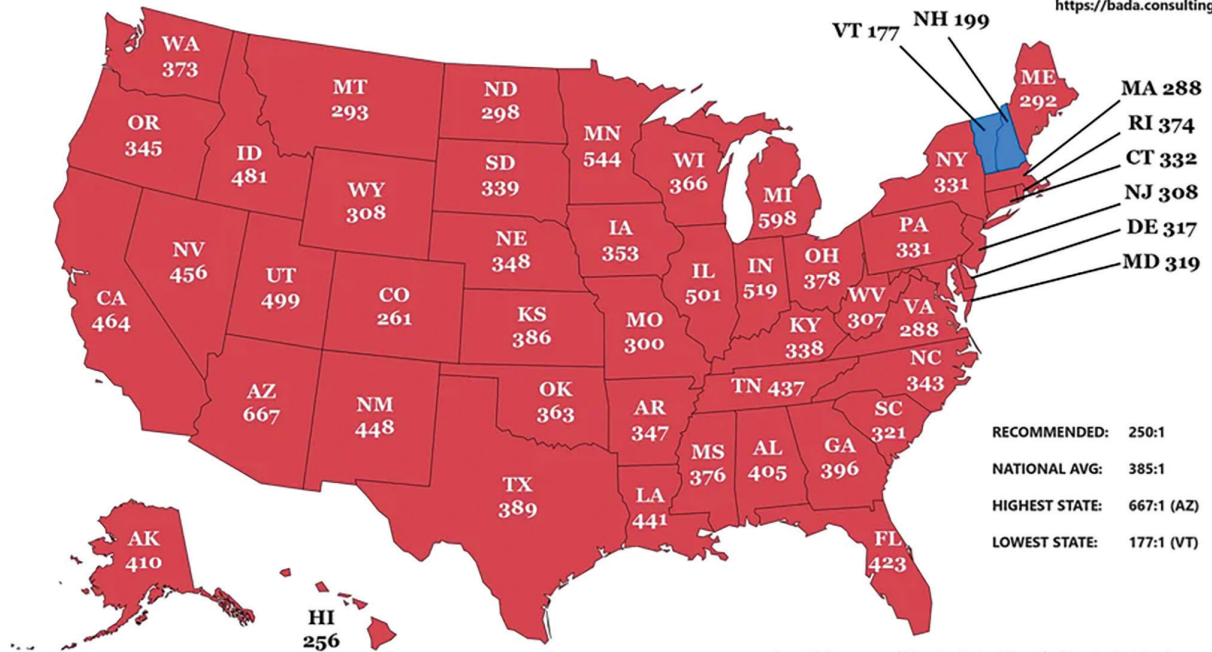 https://bada.consulting
VT 177
NH 199
WA
373
MT
293
ND
298
ME
292
MA 288
OR
345
ID
481
MN
544
RI 374
WI
366
SD
339
NY
331
CT 332
WY
308
MI
598
NJ 308
IA
353
PA
331
DE 317
NE
348
NV
456
OH
378
IL
501
IN
519
MD 319
UT
499
CO
261
WV
307
VA
288
CA
464
KS
386
MO
300
KY
338
NC
343
AZ
667
NM
448
OK
363
TN 437
AR
347
SC
321
MS
376
AL
405
GA
396
RECOMMENDED: 250:1
NATIONAL AVG: 385:1
TX
389
LA
441
HIGHEST STATE: 667:1 (AZ)
LOWEST STATE: 177:1 (VT)
AK
410
FL
423
HI
256